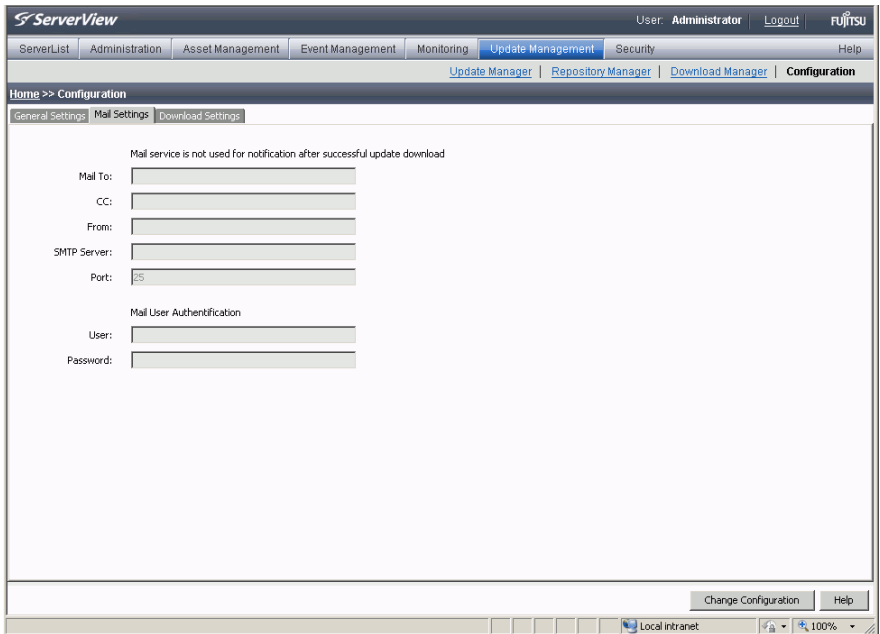 ServerView
User: Administrator Logout FUJITSU
ServerList Administration Asset Management Event Management Monitoring Update Management Security Help
Update Manager | Repository Manager | Download Manager | Configuration
Home >> Configuration
General Settings Mail Settings Download Settings
Mail service is not used for notification after successful update download
Mail To:
CC:
From:
SMTP Server:
Port: 25
Mail User Authentification
User:
Password:
Change Configuration Help
Local intranet 100%